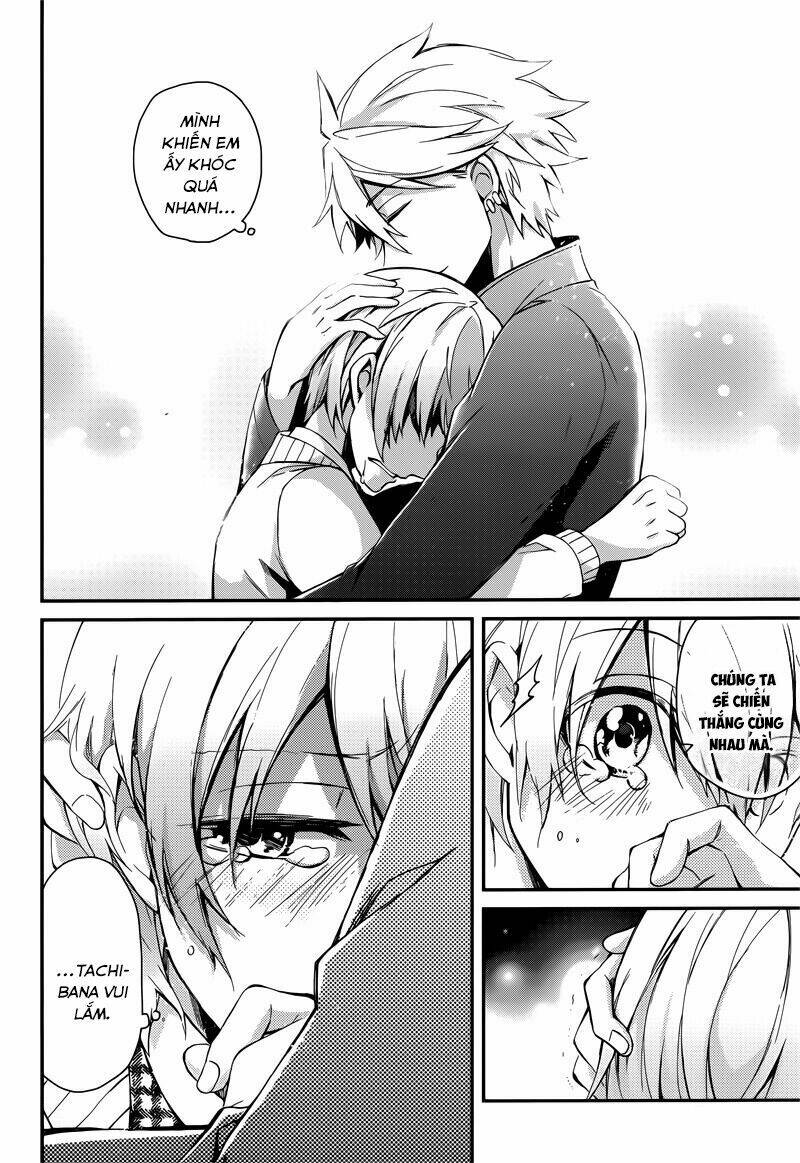 MÌNH
KHIẾN EM
ẤY KHÓC
QUÁ
NHANH...
CHÚNG TA
SẼ CHIẾN
THẮNG CÙNG
NHAU MÀ.
...TACHI-
BANA VUI
LẮM.